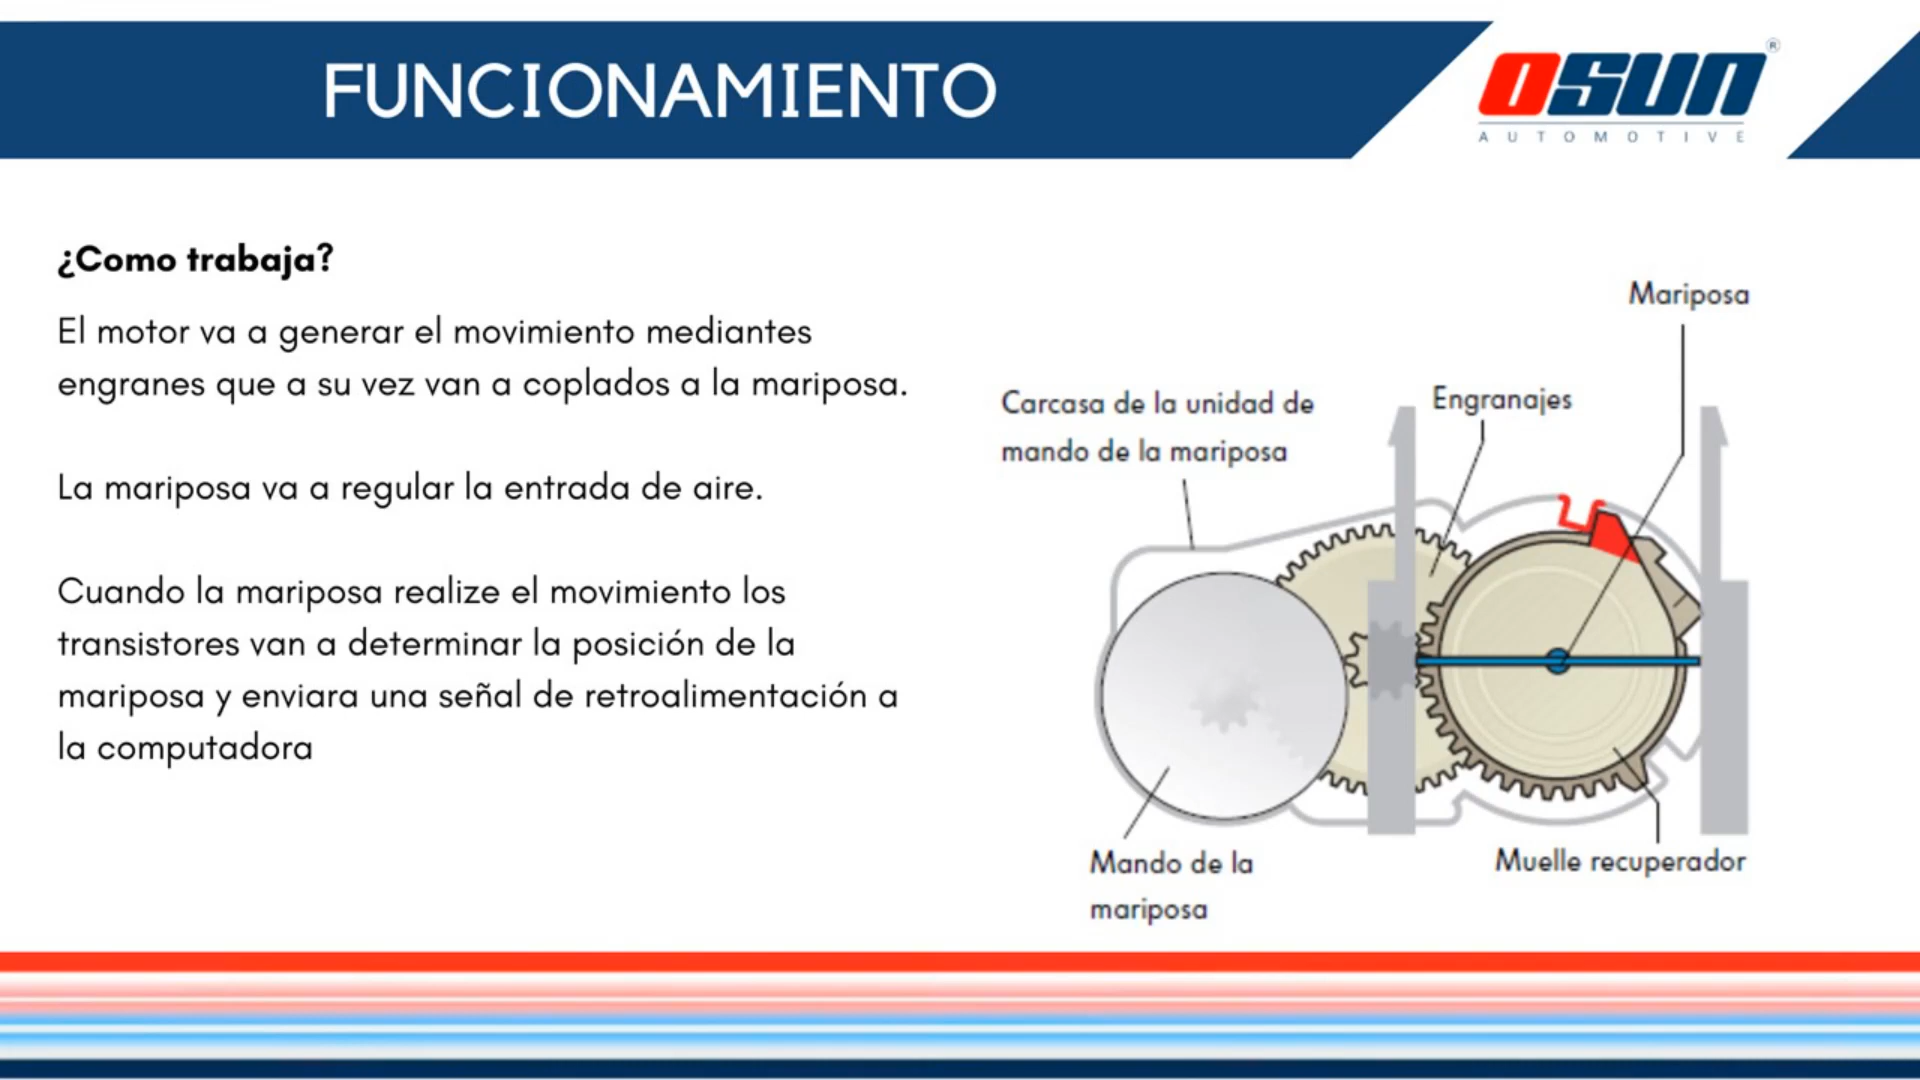 FUNCIONAMIENTO
OSUN®
AUTOMOTIVE
¿Como trabaja?
El motor va a generar el movimiento mediantes
engranes que a su vez van a coplados a la mariposa.
La mariposa va a regular la entrada de aire.
Cuando la mariposa realize el movimiento los
transistores van a determinar la posición de la
mariposa y enviara una señal de retroalimentación a
la computadora
Mariposa
Carcasa de la unidad de
mando de la mariposa
Engranajes
Mando de la
mariposa
Muelle recuperador